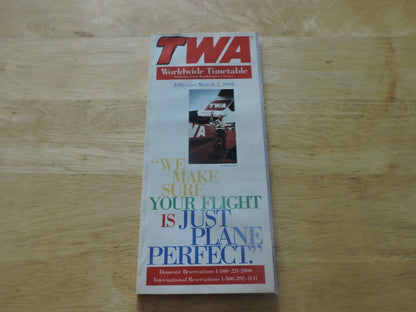 TWA
Worldwide Timetable
Effective March 2, 1994
TWA
"WE
MAKE
SURE
YOUR FLIGHT
IS JUST
PLANE
PERFECT."
Domestic Reservations 1-800-221-2000
International Reservations 1-800-892-4141